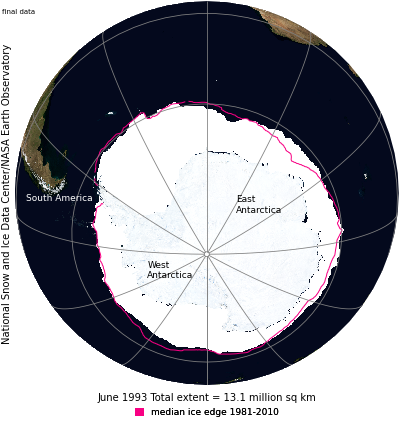 final data
National Snow and Ice Data Center/NASA Earth Observatory
South America
East
Antarctica
West
Antarctica
June 1993 Total extent = 13.1 million sq km
median ice edge 1981-2010